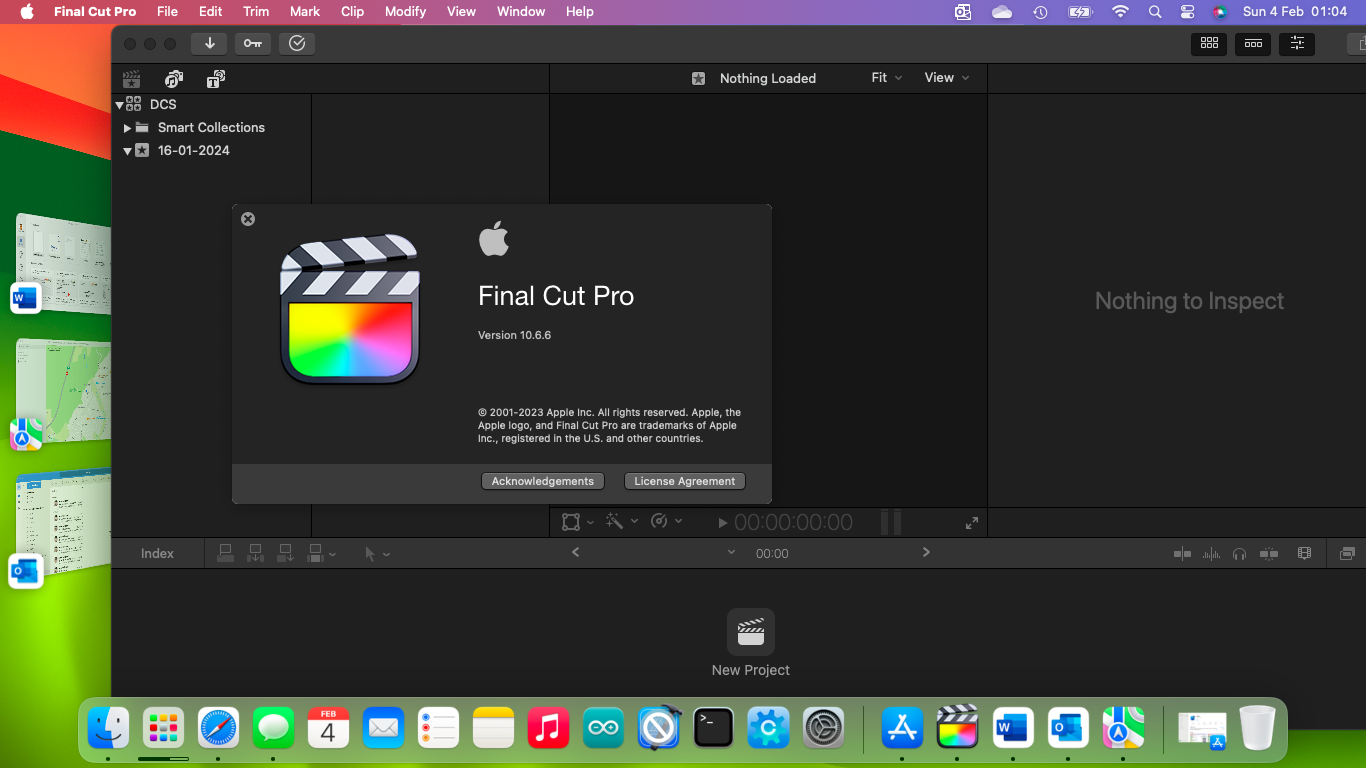 Final Cut Pro File Edit Trim Mark Clip Modify View Window Help Sun 4 Feb 01:04
Nothing Loaded Fit View
DCS
Smart Collections
16-01-2024
Final Cut Pro
Version 10.6.6
© 2001-2023 Apple Inc. All rights reserved. Apple, the
Apple logo, and Final Cut Pro are trademarks of Apple
Inc., registered in the U.S. and other countries.
Acknowledgements License Agreement
Nothing to Inspect
00:00:00:00
Index 00:00
New Project
FEB
4